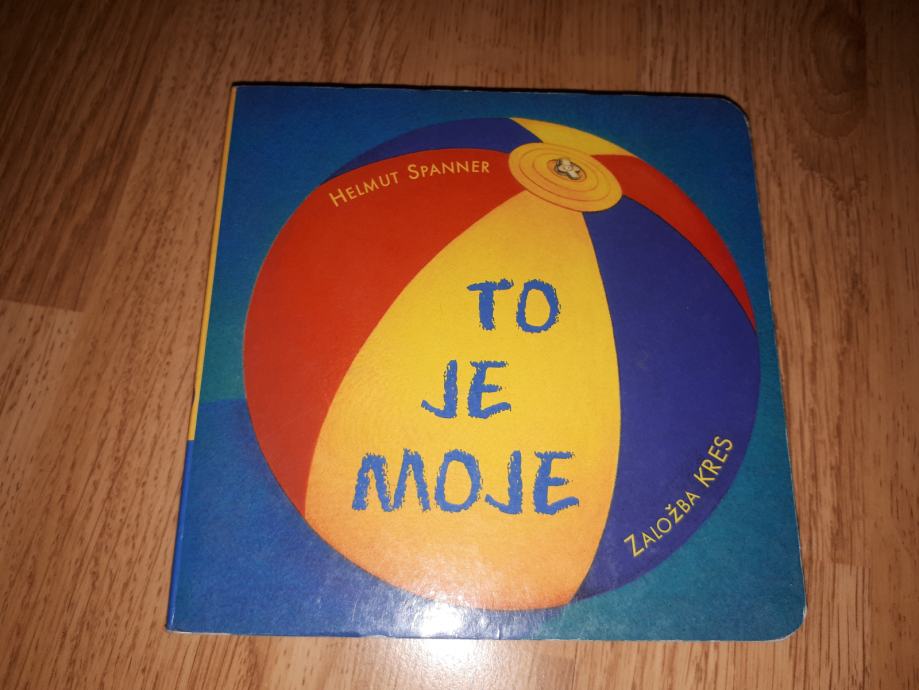 HELMUT SPANNER
TO
JE
MOJE
ZALOŽBA KRES